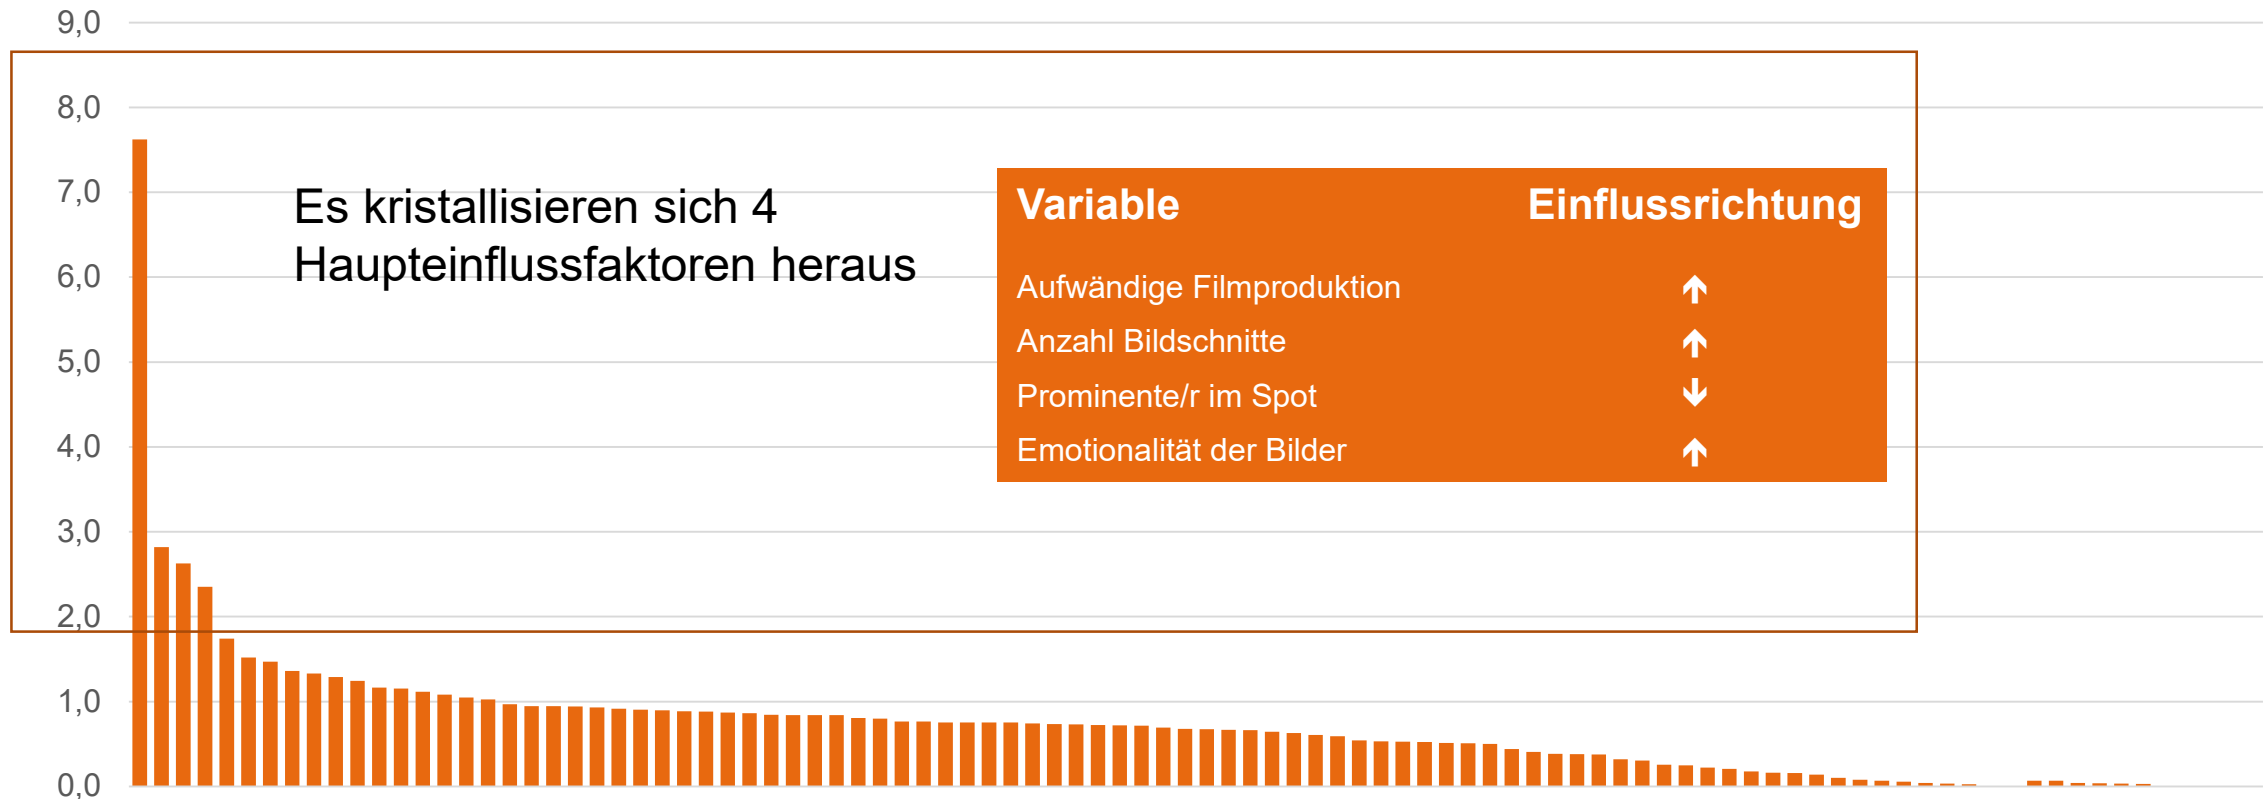 9,0
8,0
7,0
6,0
5,0
4,0
3,0
2,0
1,0
0,0
Es kristallisieren sich 4
Haupteinflussfaktoren heraus
Variable Einflussrichtung
Aufwändige Filmproduktion ↑
Anzahl Bildschnitte ↑
Prominente/r im Spot ↓
Emotionalität der Bilder ↑